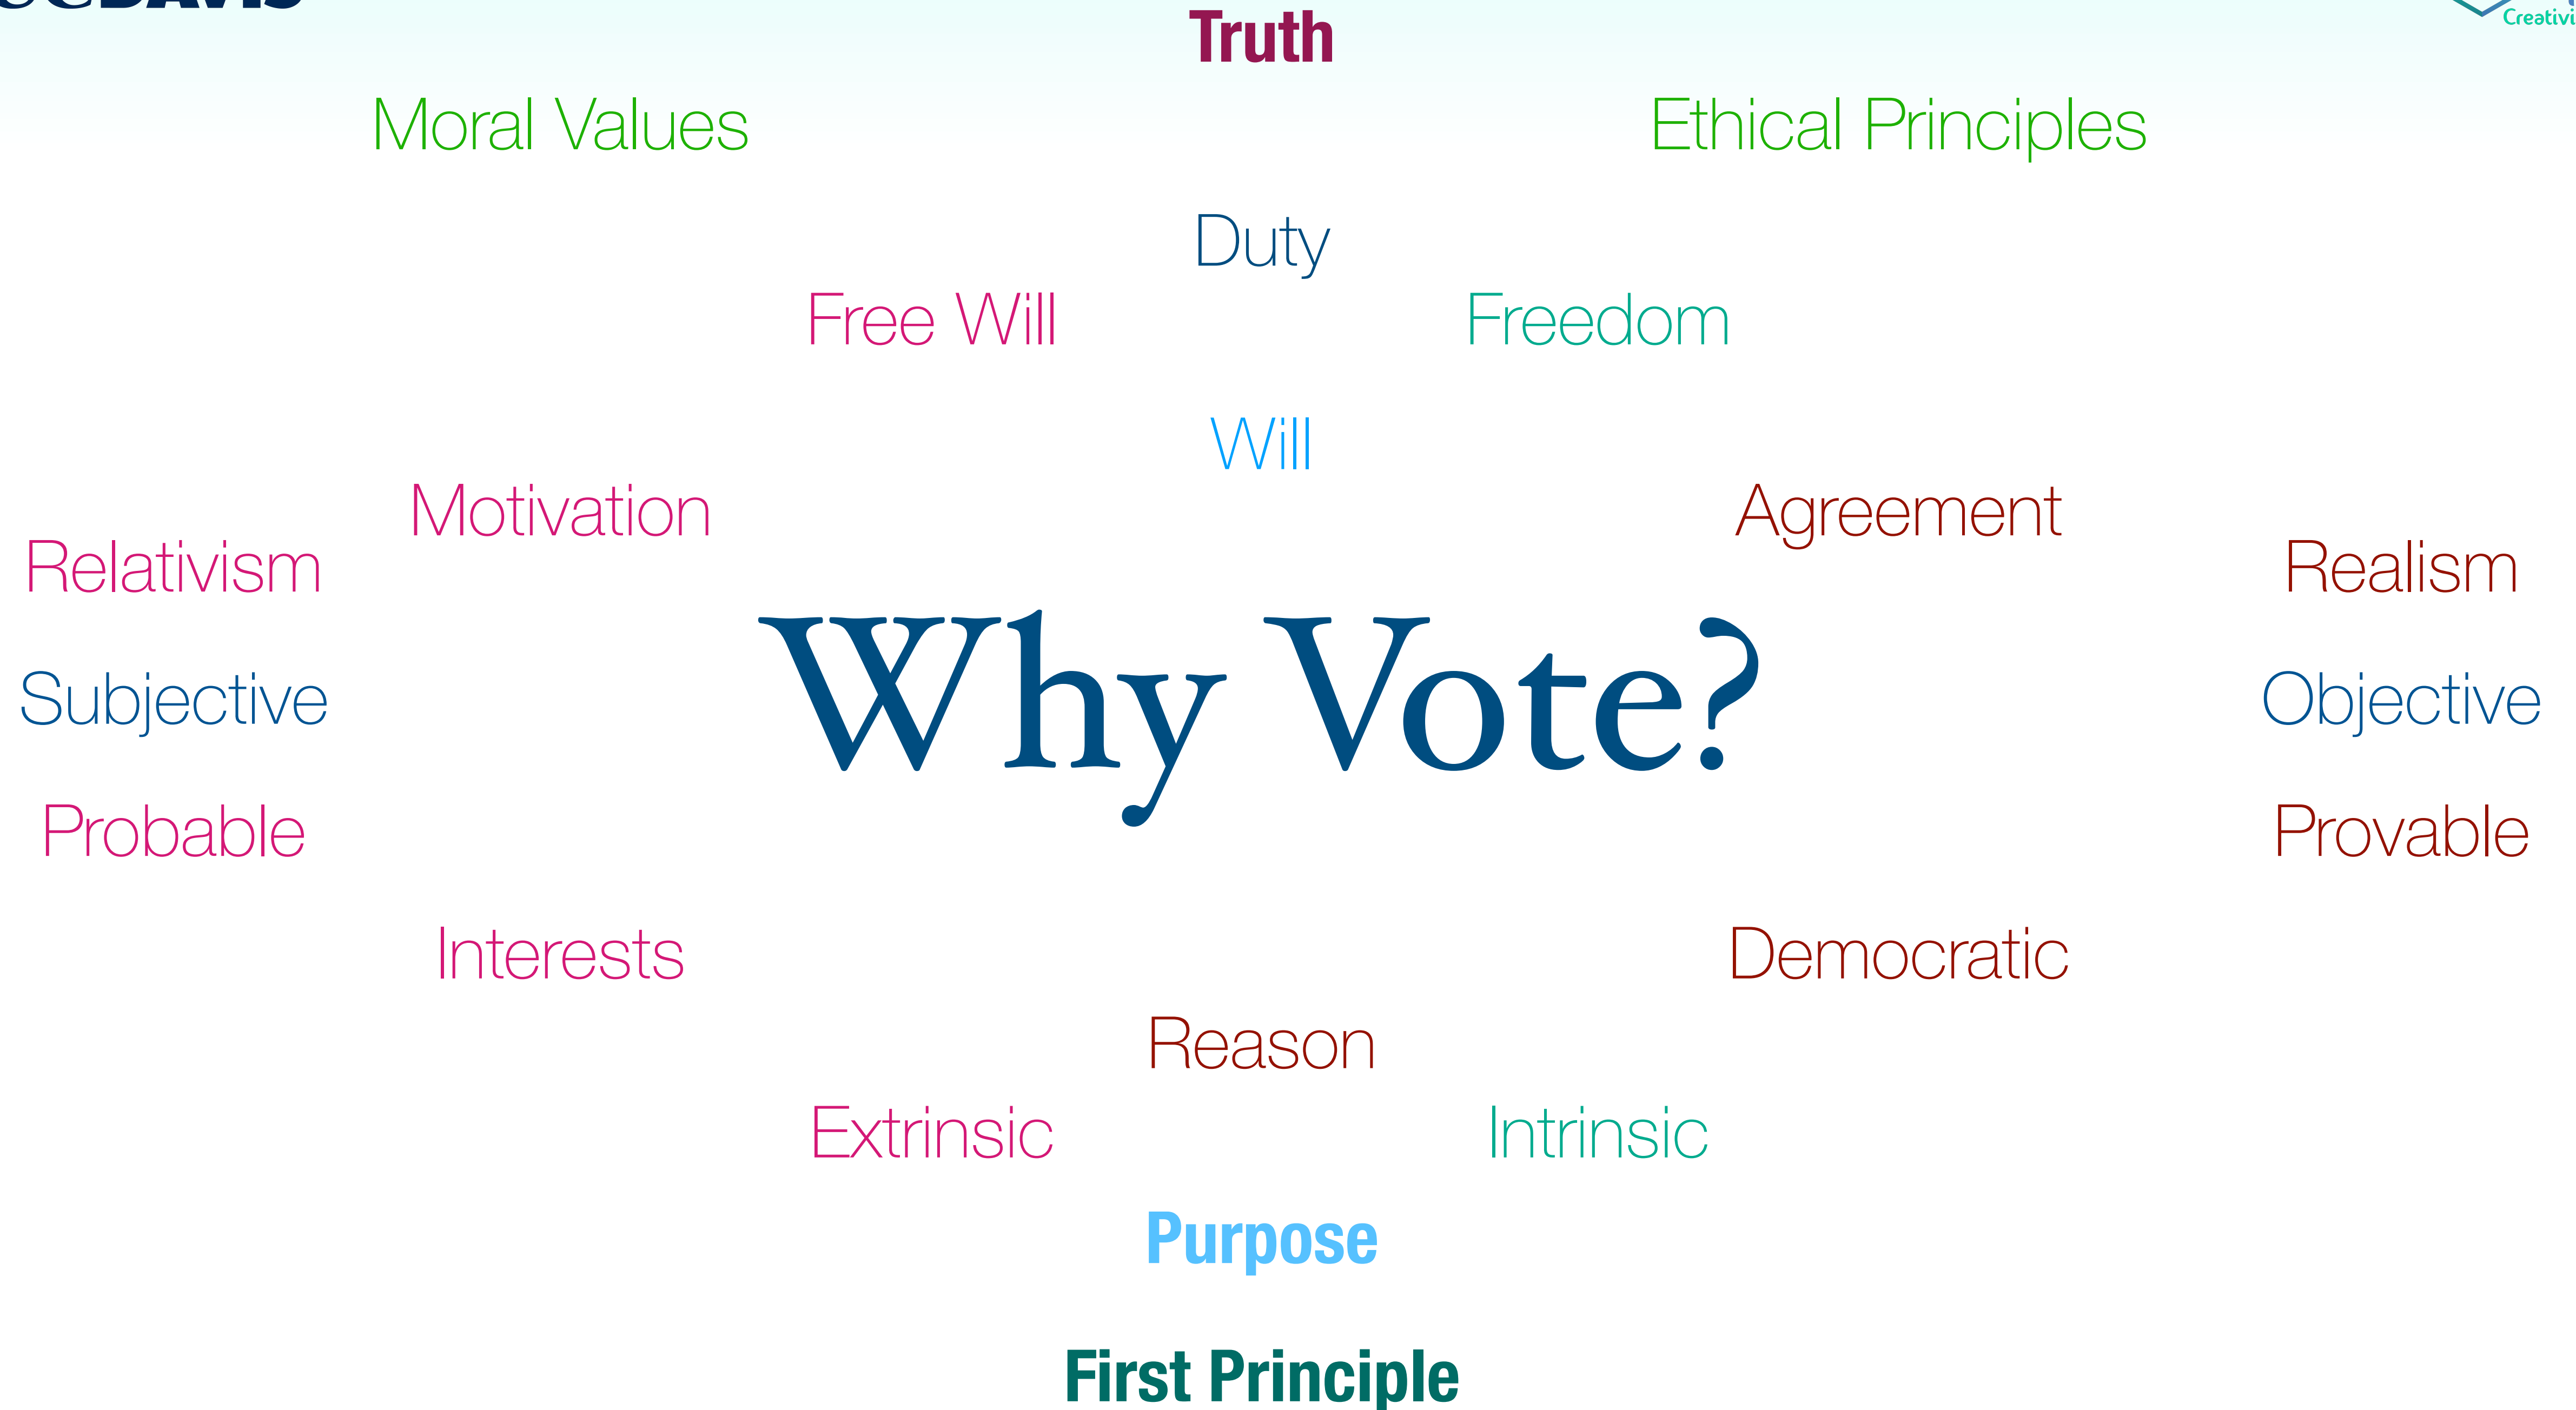 UCDAVIS
Truth
Moral Values
Ethical Principles
Duty
Free Will
Freedom
Will
Motivation
Agreement
Relativism
Realism
Why Vote?
Subjective
Objective
Probable
Provable
Interests
Democratic
Reason
Extrinsic
Intrinsic
Purpose
First Principle